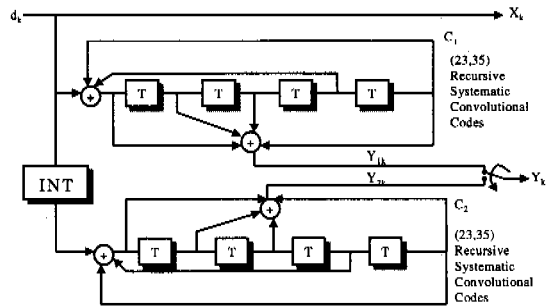 d_k X_k
C_1
(23,35)
Recursive
Systematic
Convolutional
Codes
+ T T T T
+
Y_1k
INT
Y_k
Y_2k
C_2
+
(23,35)
Recursive
Systematic
Convolutional
Codes
+ T T T T